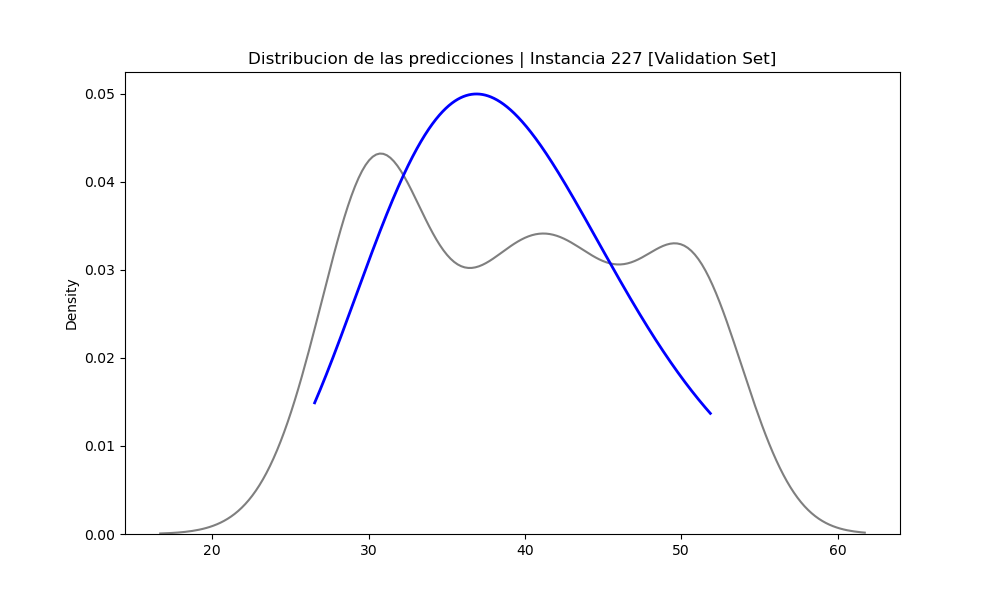 Distribucion de las predicciones | Instancia 227 [Validation Set]
0.05
0.04
0.03
0.02
0.01
0.00
Density
20 30 40 50 60